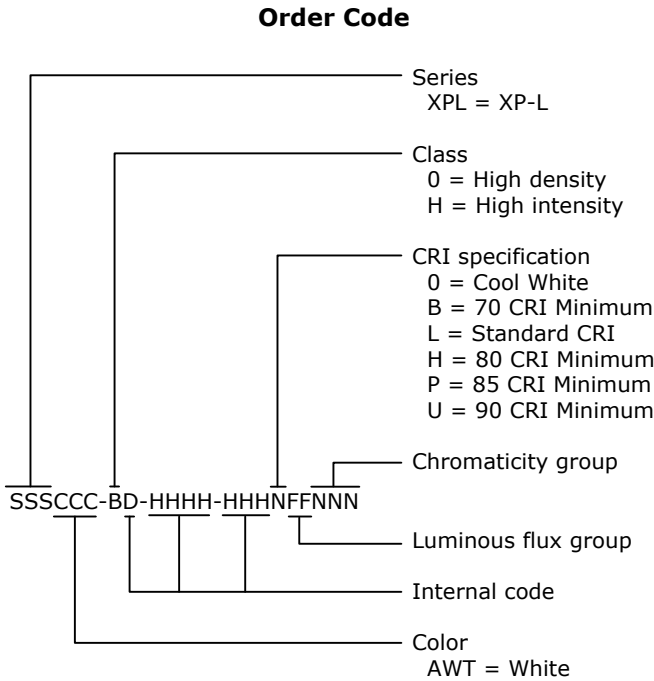 Order Code
Series
XPL = XP-L
Class
0 = High density
H = High intensity
CRI specification
0 = Cool White
B = 70 CRI Minimum
L = Standard CRI
H = 80 CRI Minimum
P = 85 CRI Minimum
U = 90 CRI Minimum
Chromaticity group
SSSCCC-BD-HHHH-HHHNFFNNN
Luminous flux group
Internal code
Color
AWT = White